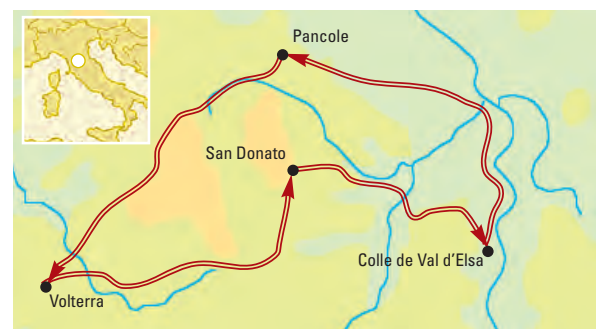 Pancole
San Donato
Colle de Val d'Elsa
Volterra